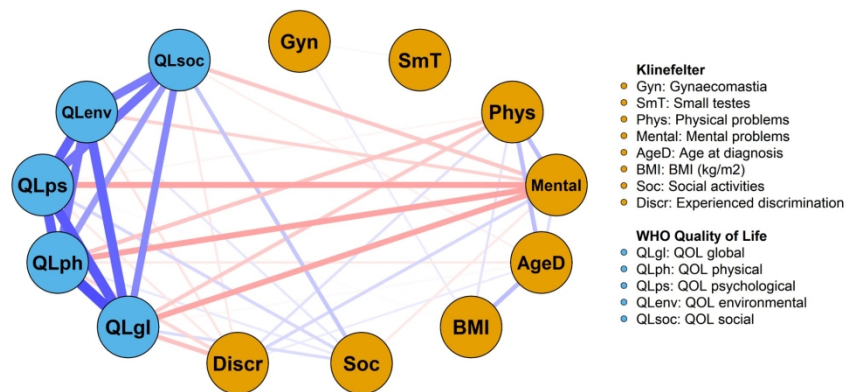 Gyn
SmT
QLsoc
QLenv
Phys
QLps
Mental
QLph
AgeD
QLgl
BMI
Discr
Soc
Klinefelter
Gyn: Gynaecomastia
SmT: Small testes
Phys: Physical problems
Mental: Mental problems
AgeD: Age at diagnosis
BMI: BMI (kg/m2)
Soc: Social activities
Discr: Experienced discrimination
WHO Quality of Life
QLgl: QOL global
QLph: QOL physical
QLps: QOL psychological
QLenv: QOL environmental
QLsoc: QOL social